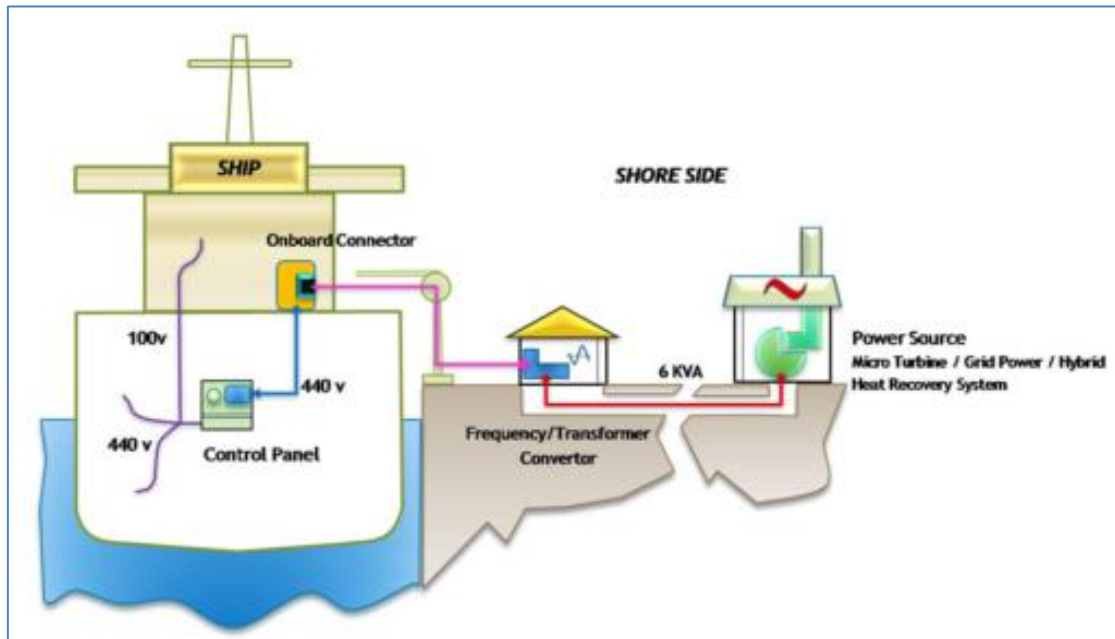 SHIP
SHORE SIDE
Onboard Connector
100v
440 v
440 v
Control Panel
6 KVA
Frequency/Transformer
Convertor
Power Source
Micro Turbine / Grid Power / Hybrid
Heat Recovery System